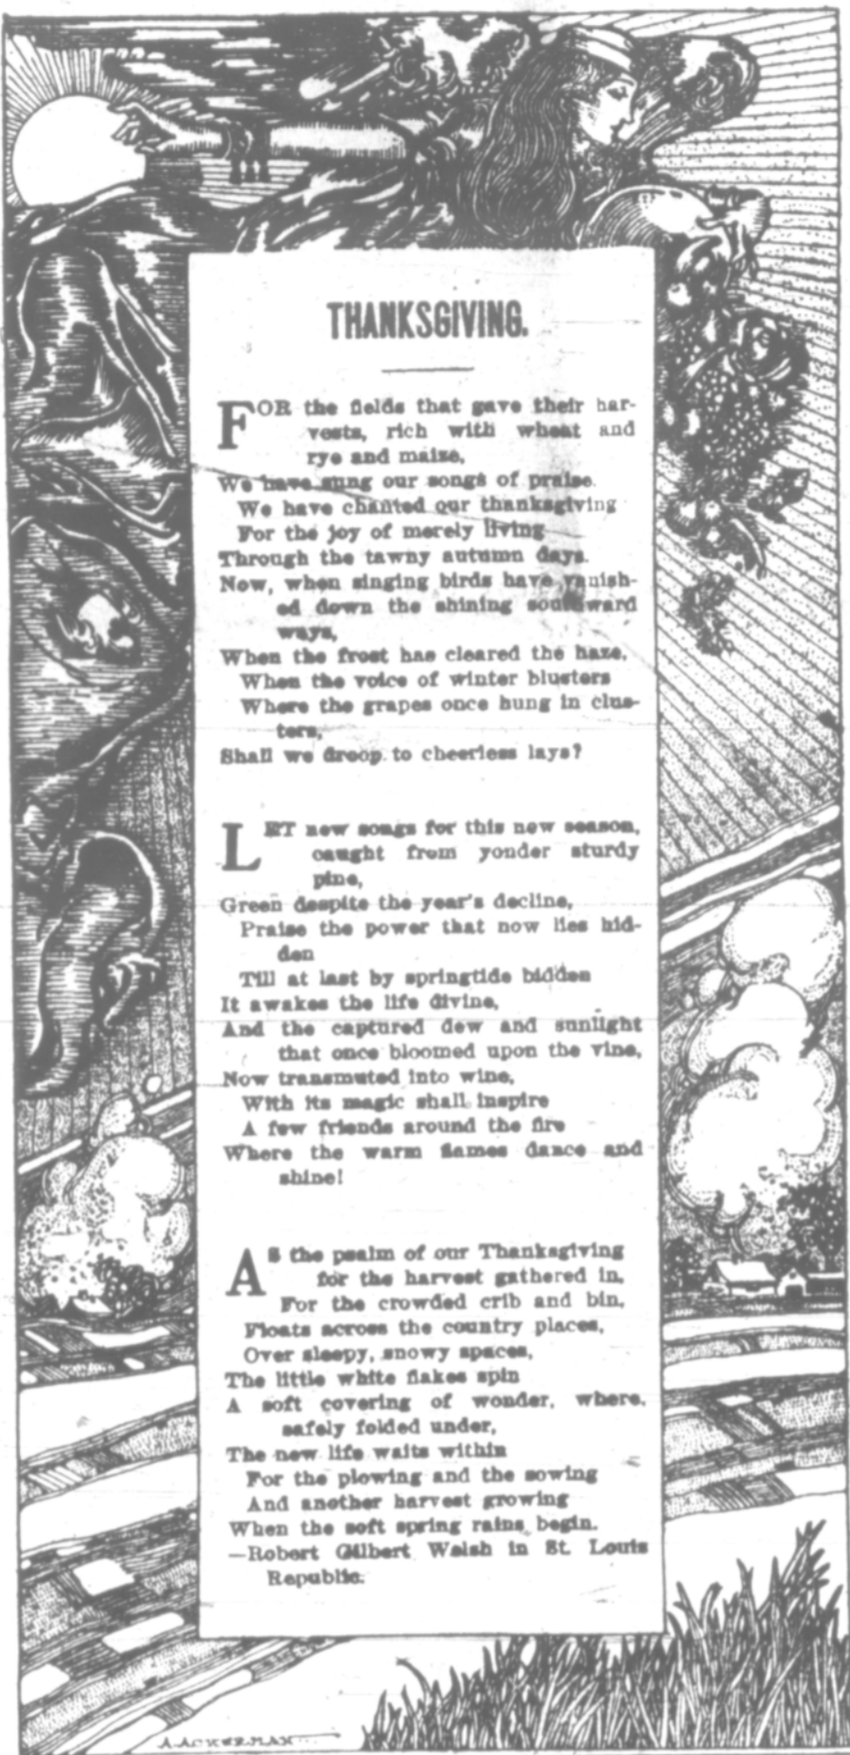 THANKSGIVING.
FOR the fields that gave their har-
vests, rich with wheat and
rye and maize,
We have sung our songs of praise.
We have chanted our thanksgiving
For the joy of merely living
Through the tawny autumn days.
Now, when singing birds have vanish-
ed down the shining southward
ways,
When the frost has cleared the haze,
When the voice of winter blusters
Where the grapes once hung in clus-
ters,
Shall we droop to cheerless lays?
LET new songs for this new season,
caught from yonder sturdy
pine,
Green despite the year's decline,
Praise the power that now lies hid-
den
Till at last by springtide bidden
It awakes the life divine,
And the captured dew and sunlight
that once bloomed upon the vine,
Now transmuted into wine,
With its magic shall inspire
A few friends around the fire
Where the warm flames dance and
shine!
AS the psalm of our Thanksgiving
for the harvest gathered in,
For the crowded crib and bin,
Floats across the country places,
Over sleepy, snowy spaces,
The little white flakes spin
A soft covering of wonder, where,
safely folded under,
The new life waits within
For the plowing and the sowing
And another harvest growing
When the soft spring rains begin.
—Robert Gilbert Welsh in St. Louis
Republic.
A. ACKERMAN